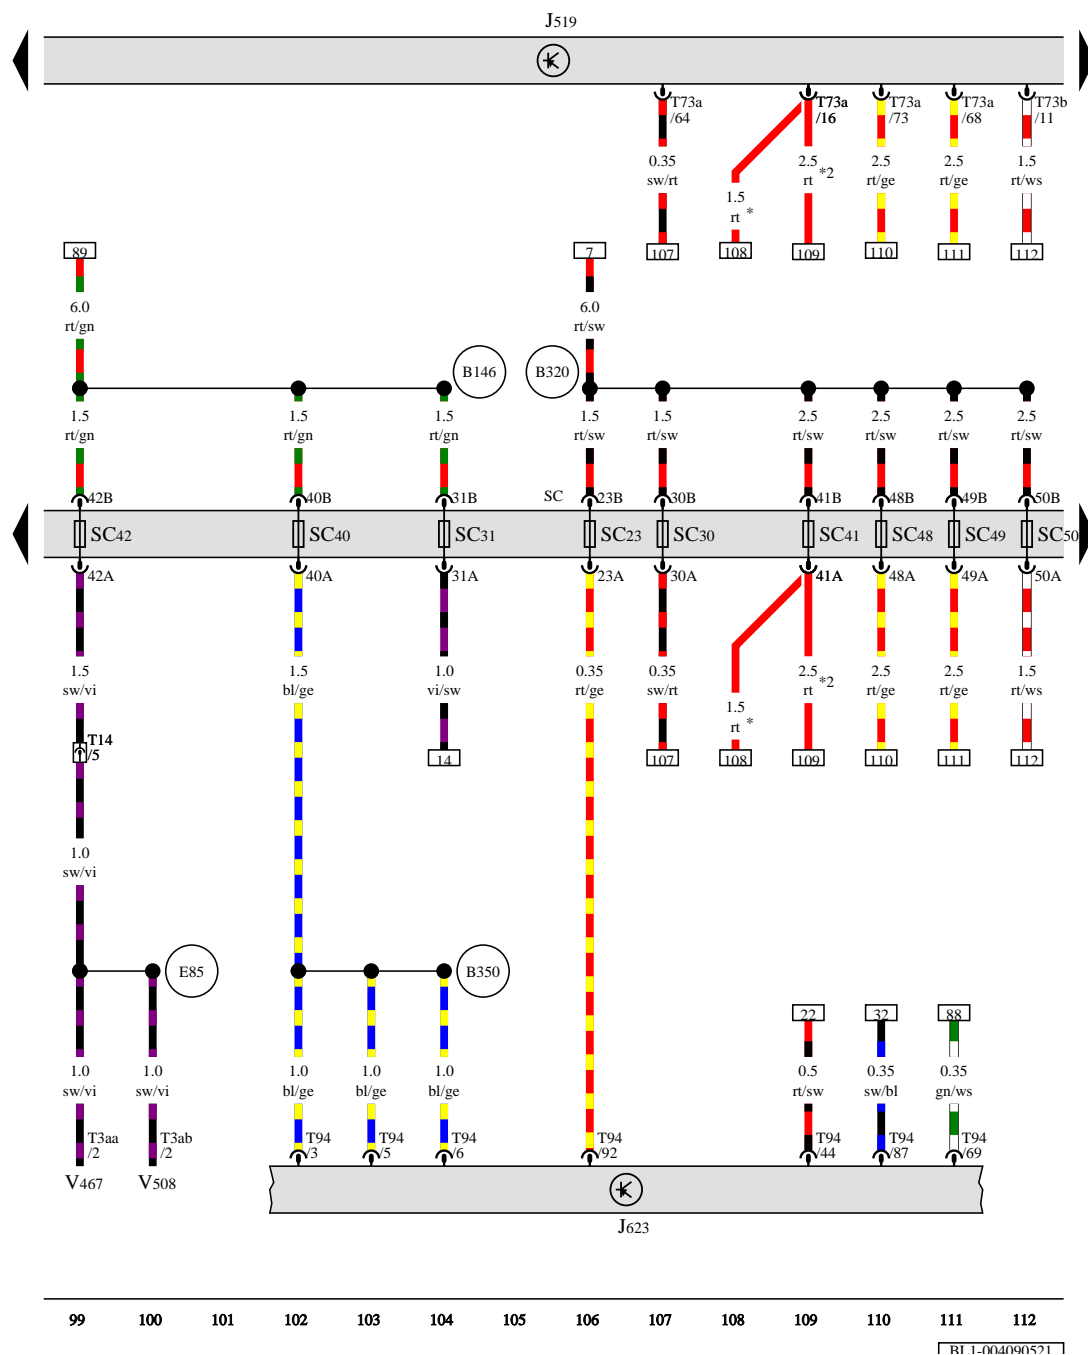 J519
T73a /64
T73a /16
T73a /73
T73a /68
T73b /11
0.35 sw/rt
1.5 rt *
2.5 rt *2
2.5 rt/ge
2.5 rt/ge
1.5 rt/ws
89
7
107
108
109
110
111
112
6.0 rt/gn
6.0 rt/sw
B146
B320
1.5 rt/gn
1.5 rt/gn
1.5 rt/gn
1.5 rt/sw
1.5 rt/sw
2.5 rt/sw
2.5 rt/sw
2.5 rt/sw
2.5 rt/sw
42B
40B
31B
SC
23B
30B
41B
48B
49B
50B
SC42
SC40
SC31
SC23
SC30
SC41
SC48
SC49
SC50
42A
40A
31A
23A
30A
41A
48A
49A
50A
1.5 sw/vi
1.5 bl/ge
1.0 vi/sw
0.35 rt/ge
0.35 sw/rt
1.5 rt *
2.5 rt *2
2.5 rt/ge
2.5 rt/ge
1.5 rt/ws
T14 /5
14
107
108
109
110
111
112
1.0 sw/vi
E85
B350
22
32
88
1.0 sw/vi
1.0 sw/vi
1.0 bl/ge
1.0 bl/ge
1.0 bl/ge
0.5 rt/sw
0.35 sw/bl
0.35 gn/ws
T3aa /2
T3ab /2
T94 /3
T94 /5
T94 /6
T94 /92
T94 /44
T94 /87
T94 /69
V467
V508
J623
99 100 101 102 103 104 105 106 107 108 109 110 111 112
BL1-004090521